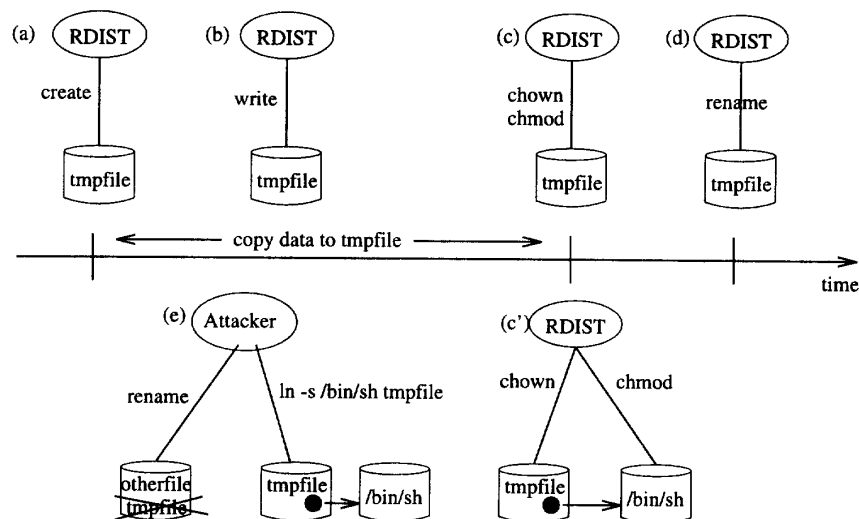 (a) RDIST
(b) RDIST
(c) RDIST
(d) RDIST
create
write
chown
chmod
rename
tmpfile
tmpfile
tmpfile
tmpfile
copy data to tmpfile
time
(e) Attacker
(c') RDIST
rename
ln -s /bin/sh tmpfile
chown
chmod
otherfile
tmpfile
tmpfile
/bin/sh
tmpfile
/bin/sh